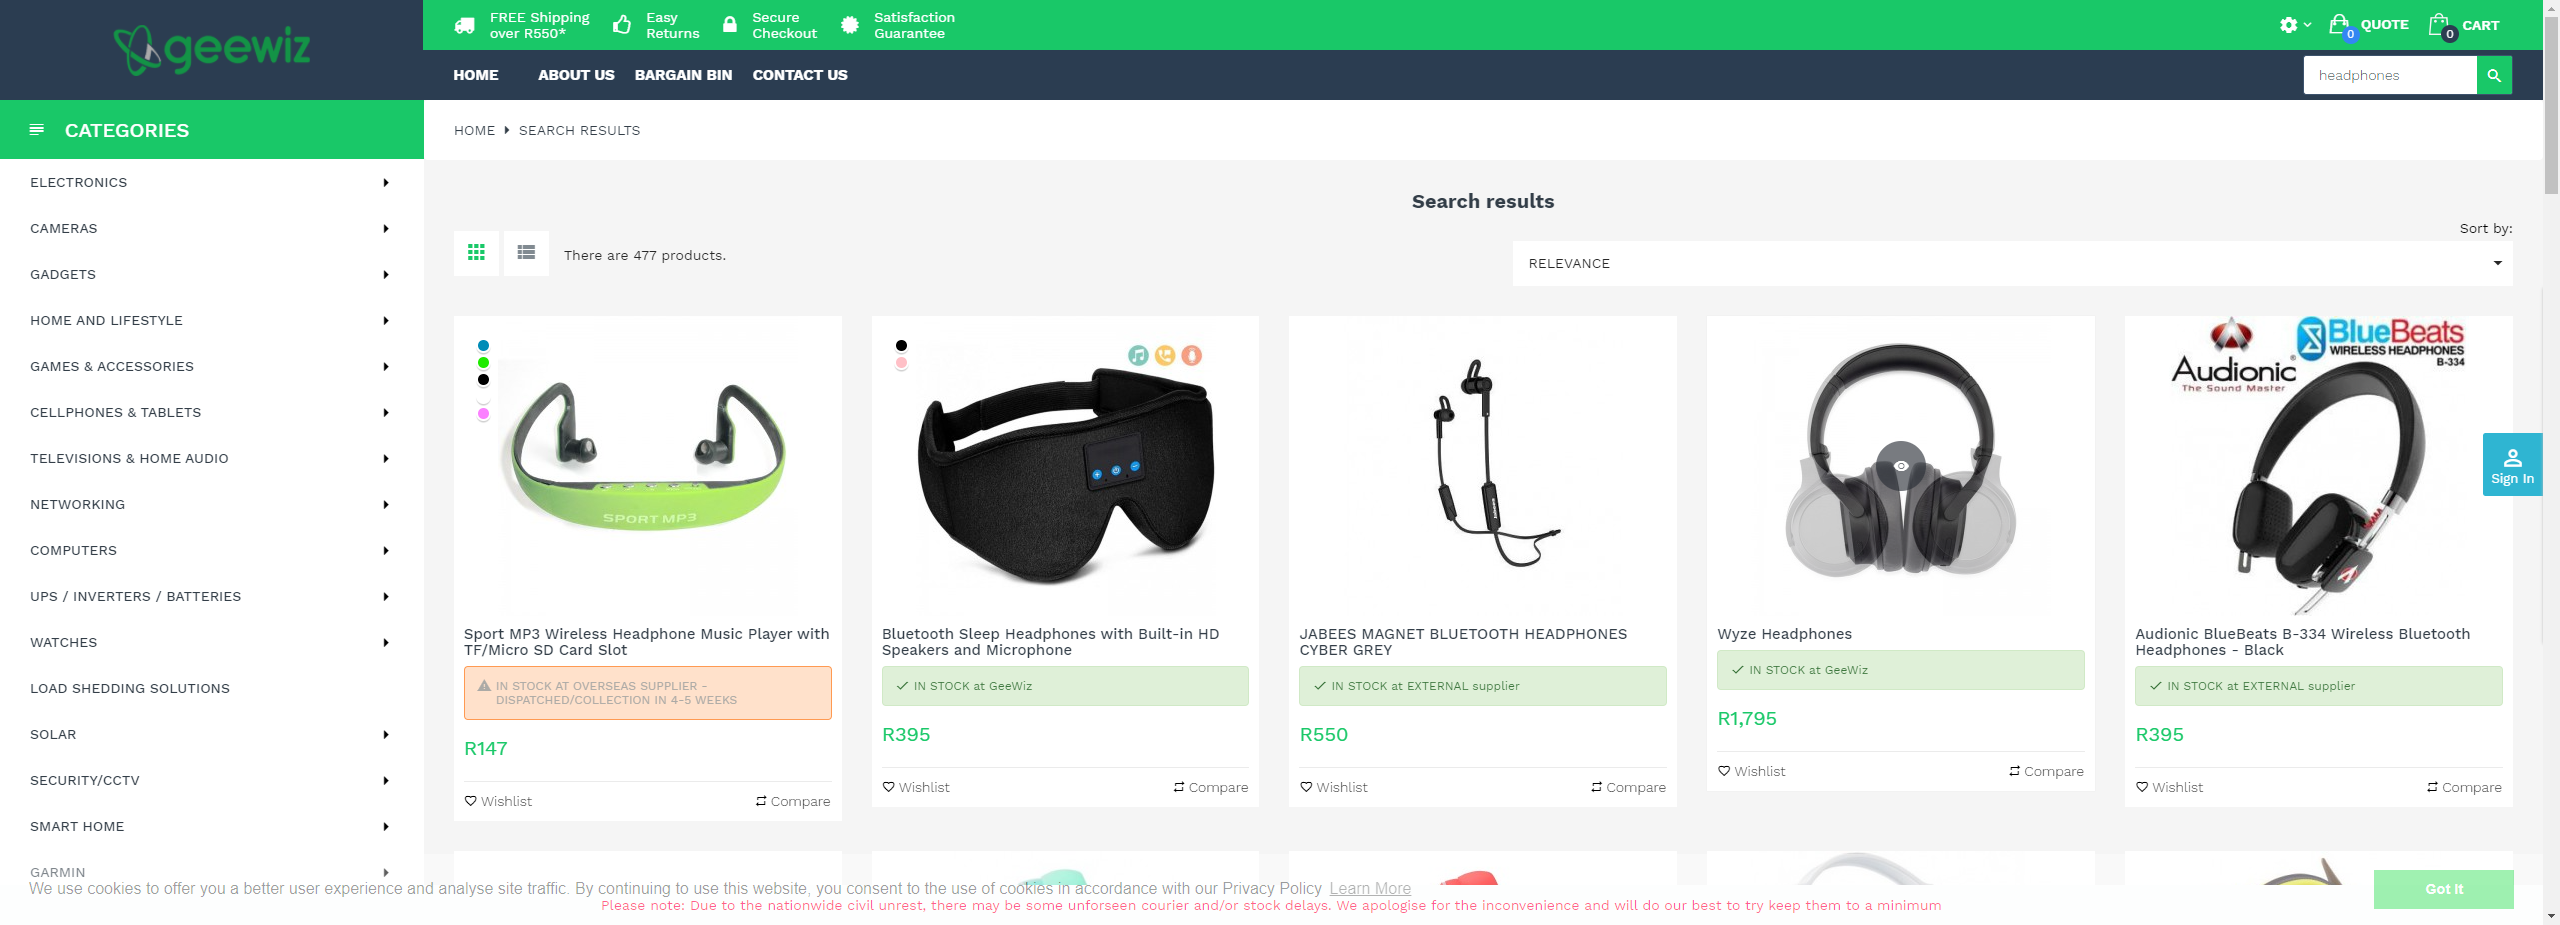 geewiz
FREE Shipping
over R550*
Easy
Returns
Secure
Checkout
Satisfaction
Guarantee
0
QUOTE
0
CART
HOME
ABOUT US
BARGAIN BIN
CONTACT US
headphones
CATEGORIES
HOME
SEARCH RESULTS
ELECTRONICS
CAMERAS
GADGETS
HOME AND LIFESTYLE
GAMES & ACCESSORIES
CELLPHONES & TABLETS
TELEVISIONS & HOME AUDIO
NETWORKING
COMPUTERS
UPS / INVERTERS / BATTERIES
WATCHES
LOAD SHEDDING SOLUTIONS
SOLAR
SECURITY/CCTV
SMART HOME
GARMIN
Search results
There are 477 products.
Sort by:
RELEVANCE
SPORT MP3
Sport MP3 Wireless Headphone Music Player with
TF/Micro SD Card Slot
IN STOCK AT OVERSEAS SUPPLIER -
DISPATCHED/COLLECTION IN 4-5 WEEKS
R147
Wishlist
Compare
Bluetooth Sleep Headphones with Built-in HD
Speakers and Microphone
IN STOCK at GeeWiz
R395
Wishlist
Compare
JABEES MAGNET BLUETOOTH HEADPHONES
CYBER GREY
IN STOCK at EXTERNAL supplier
R550
Wishlist
Compare
Wyze Headphones
IN STOCK at GeeWiz
R1,795
Wishlist
Compare
BlueBeats
WIRELESS HEADPHONES
B-334
Audionic®
The Sound Master
Audionic BlueBeats B-334 Wireless Bluetooth
Headphones - Black
IN STOCK at EXTERNAL supplier
R395
Wishlist
Compare
Sign In
We use cookies to offer you a better user experience and analyse site traffic. By continuing to use this website, you consent to the use of cookies in accordance with our Privacy Policy Learn More
Got It
Please note: Due to the nationwide civil unrest, there may be some unforseen courier and/or stock delays. We apologise for the inconvenience and will do our best to try keep them to a minimum